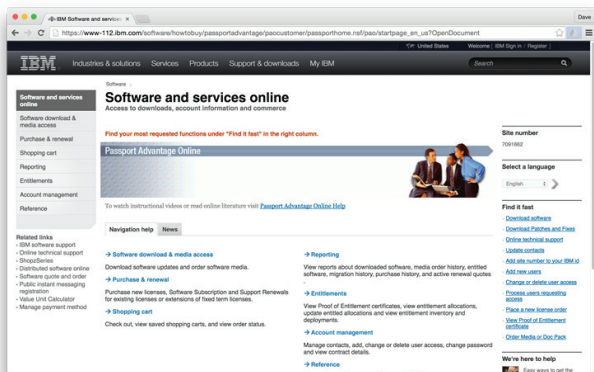 IBM Software and services
Dave
https://www-112.ibm.com/software/howtobuy/passportadvantage/paocustomer/passporthome.nsf/pao/startpage_en_us?OpenDocument
United States
Welcome [ IBM Sign in / Register ]
IBM
Industries & solutions
Services
Products
Support & downloads
My IBM
Search
Software and services online
Software download & media access
Purchase & renewal
Shopping cart
Reporting
Entitlements
Account management
Reference
Related links
- IBM software support
- Online technical support
- ShopzSeries
- Distributed software online
- Software quote and order
- Public instant messaging registration
- Value Unit Calculator
- Manage payment method
Software
Software and services online
Access to downloads, account information and commerce
Find your most requested functions under "Find it fast" in the right column.
Passport Advantage Online
To watch instructional videos or read online literature visit Passport Advantage Online Help
Navigation help
News
→ Software download & media access
Download software updates and order software media.
→ Purchase & renewal
Purchase new licenses, Software Subscription and Support Renewals for existing licenses or extensions of fixed term licenses.
→ Shopping cart
Check out, view saved shopping carts, and view order status.
→ Reporting
View reports about downloaded software, media order history, entitled software, migration history, purchase history, and active renewal quotes
.
→ Entitlements
View Proof of Entitlement certificates, view entitlement allocations, update entitled allocations and view entitlement inventory and deployments.
→ Account management
Manage contacts, add, change or delete user access, change password and view contract details.
→ Reference
Site number
7091662
Select a language
English
Find it fast
Download software
Download Patches and Fixes
Online technical support
Update contacts
Add site number to your IBM id
Add new users
Change or delete user access
Process users requesting access
Place a new license order
View Proof of Entitlement certificate
Order Media or Doc Pack
We're here to help
Easy ways to get the